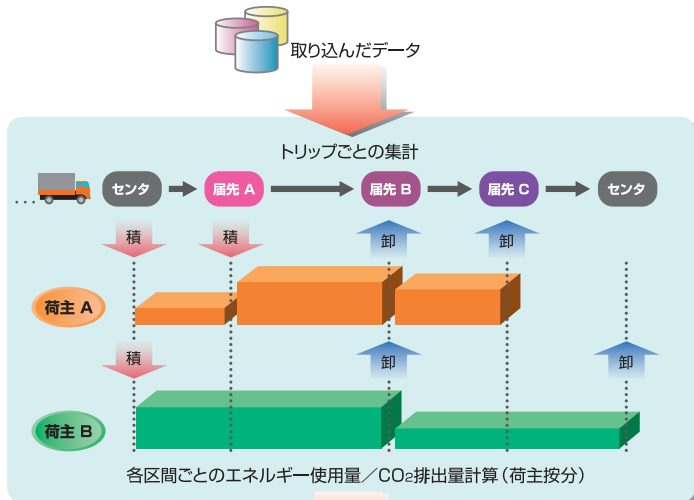 取り込んだデータ
トリップごとの集計
センタ 届先 A 届先 B 届先 C センタ
積 積 卸 卸
荷主 A
積 卸 卸
荷主 B
各区間ごとのエネルギー使用量／CO₂排出量計算（荷主按分）